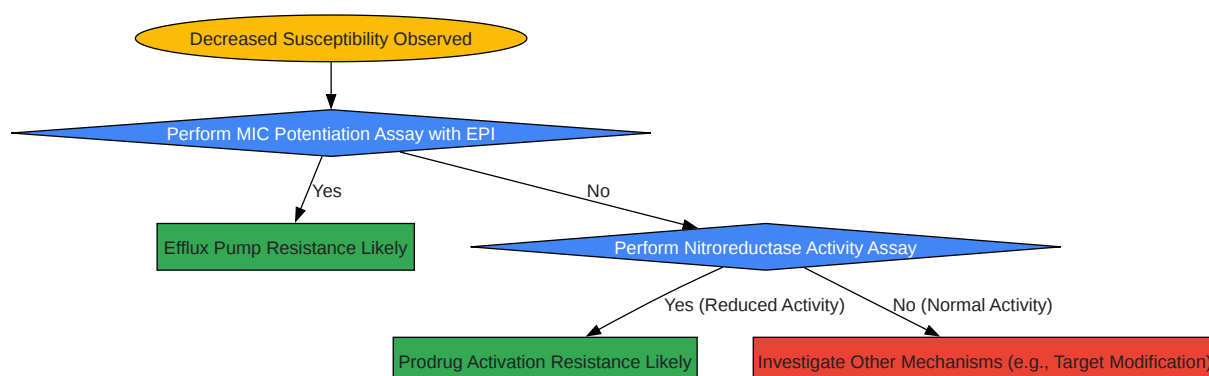 Decreased Susceptibility Observed
Perform MIC Potentiation Assay with EPI
Yes
No
Efflux Pump Resistance Likely
Perform Nitroreductase Activity Assay
Yes (Reduced Activity)
No (Normal Activity)
Prodrug Activation Resistance Likely
Investigate Other Mechanisms (e.g., Target Modification)